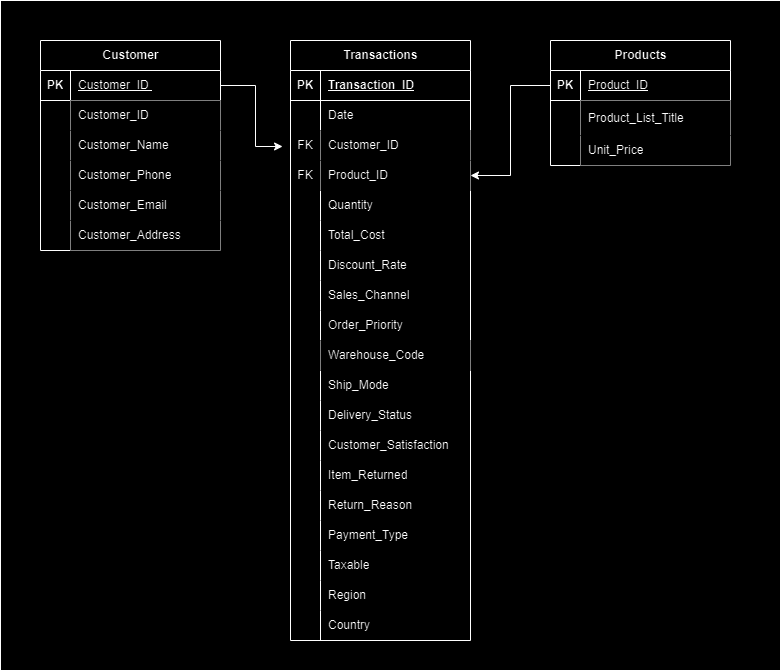 Customer
PK Customer_ID
Customer_ID
Customer_Name
Customer_Phone
Customer_Email
Customer_Address
Transactions
PK Transaction_ID
Date
FK Customer_ID
FK Product_ID
Quantity
Total_Cost
Discount_Rate
Sales_Channel
Order_Priority
Warehouse_Code
Ship_Mode
Delivery_Status
Customer_Satisfaction
Item_Returned
Return_Reason
Payment_Type
Taxable
Region
Country
Products
PK Product_ID
Product_List_Title
Unit_Price